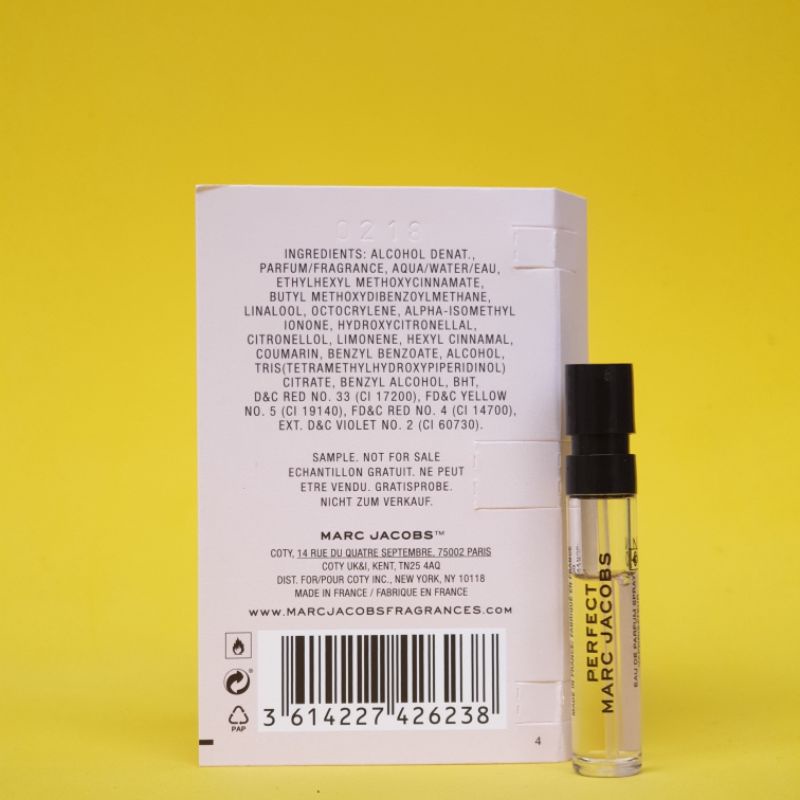 0218
INGREDIENTS: ALCOHOL DENAT.,
PARFUM/FRAGRANCE, AQUA/WATER/EAU,
ETHYLHEXYL METHOXYCINNAMATE,
BUTYL METHOXYDIBENZOYLMETHANE,
LINALOOL, OCTOCRYLENE, ALPHA-ISOMETHYL
IONONE, HYDROXYCITRONELLAL,
CITRONELLOL, LIMONENE, HEXYL CINNAMAL,
COUMARIN, BENZYL BENZOATE, ALCOHOL,
TRIS(TETRAMETHYLHYDROXYPIPERIDINOL)
CITRATE, BENZYL ALCOHOL, BHT,
D&C RED NO. 33 (CI 17200), FD&C YELLOW
NO. 5 (CI 19140), FD&C RED NO. 4 (CI 14700),
EXT. D&C VIOLET NO. 2 (CI 60730).
SAMPLE. NOT FOR SALE
ECHANTILLON GRATUIT. NE PEUT
ETRE VENDU. GRATISPROBE.
NICHT ZUM VERKAUF.
MARC JACOBS™
COTY, 14 RUE DU QUATRE SEPTEMBRE, 75002 PARIS
COTY UK&I, KENT, TN25 4AQ
DIST. FOR/POUR COTY INC., NEW YORK, NY 10118
MADE IN FRANCE / FABRIQUE EN FRANCE
WWW.MARCJACOBSFRAGRANCES.COM
PAP
3 614227 426238
4
MADE IN FRANCE/ FABRIQUE EN FRANCE
PERFECT
MARC JACOBS
EAU DE PARFUM SPRAY